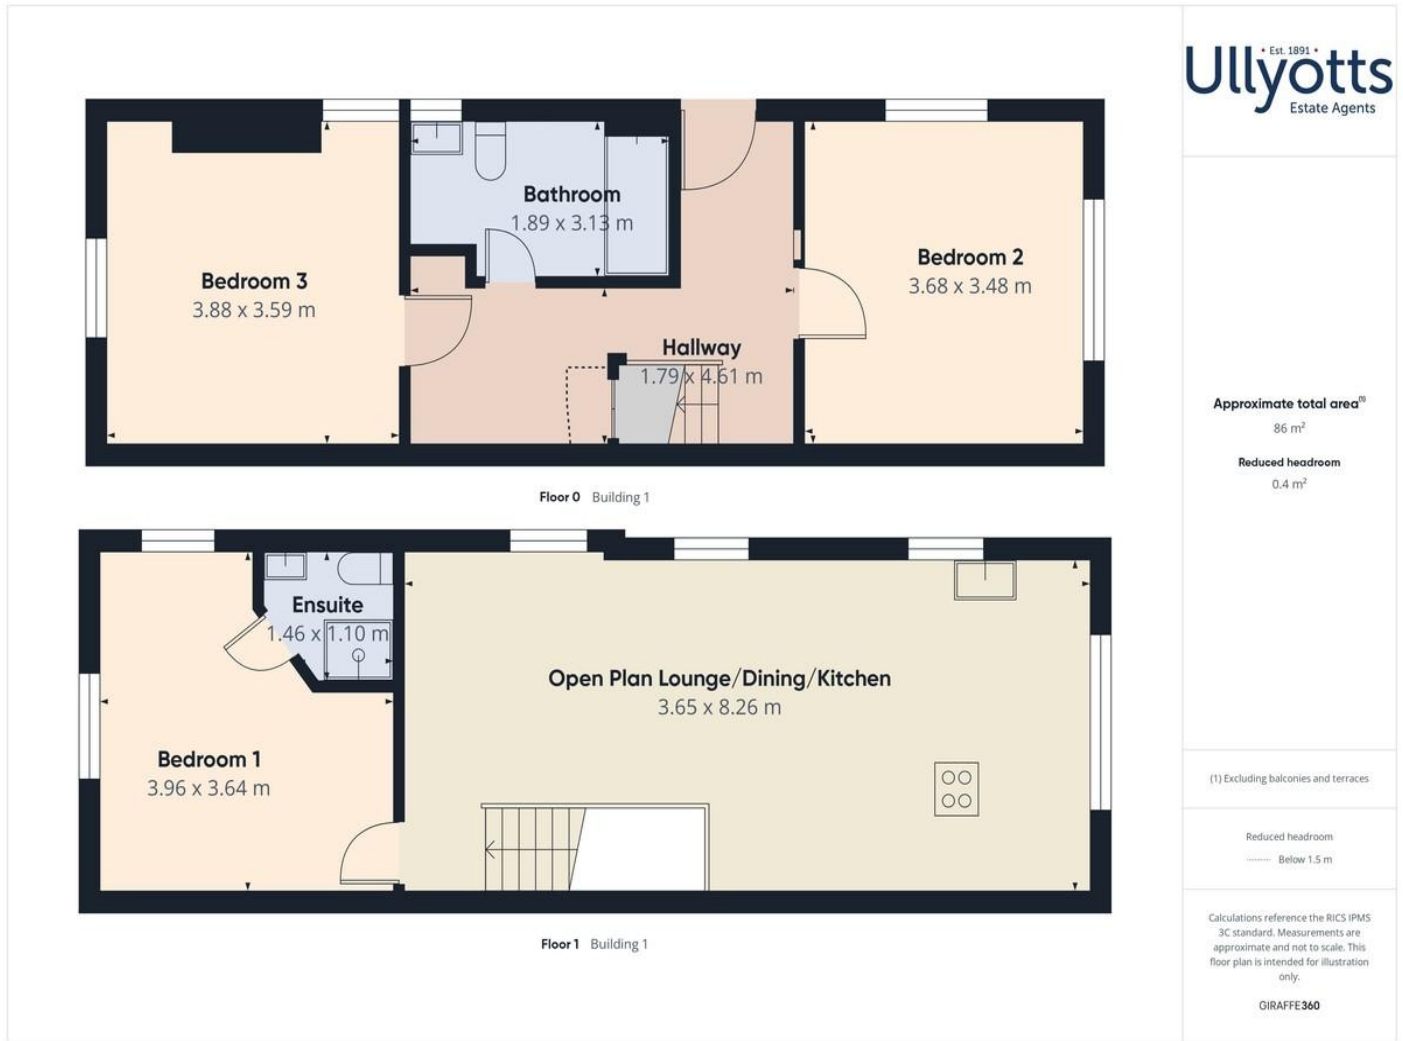 Bathroom
1.89 x 3.13 m
Bedroom 3
3.88 x 3.59 m
Bedroom 2
3.68 x 3.48 m
Hallway
1.79 x 4.61 m
Floor 0 Building 1
Ensuite
1.46 x 1.10 m
Open Plan Lounge/Dining/Kitchen
3.65 x 8.26 m
Bedroom 1
3.96 x 3.64 m
Floor 1 Building 1
• Est. 1891 •
Ullyotts
Estate Agents
Approximate total area(1)
86 m²
Reduced headroom
0.4 m²
(1) Excluding balconies and terraces
Reduced headroom
Below 1.5 m
Calculations reference the RICS IPMS
3C standard. Measurements are
approximate and not to scale. This
floor plan is intended for illustration
only.
GIRAFFE360